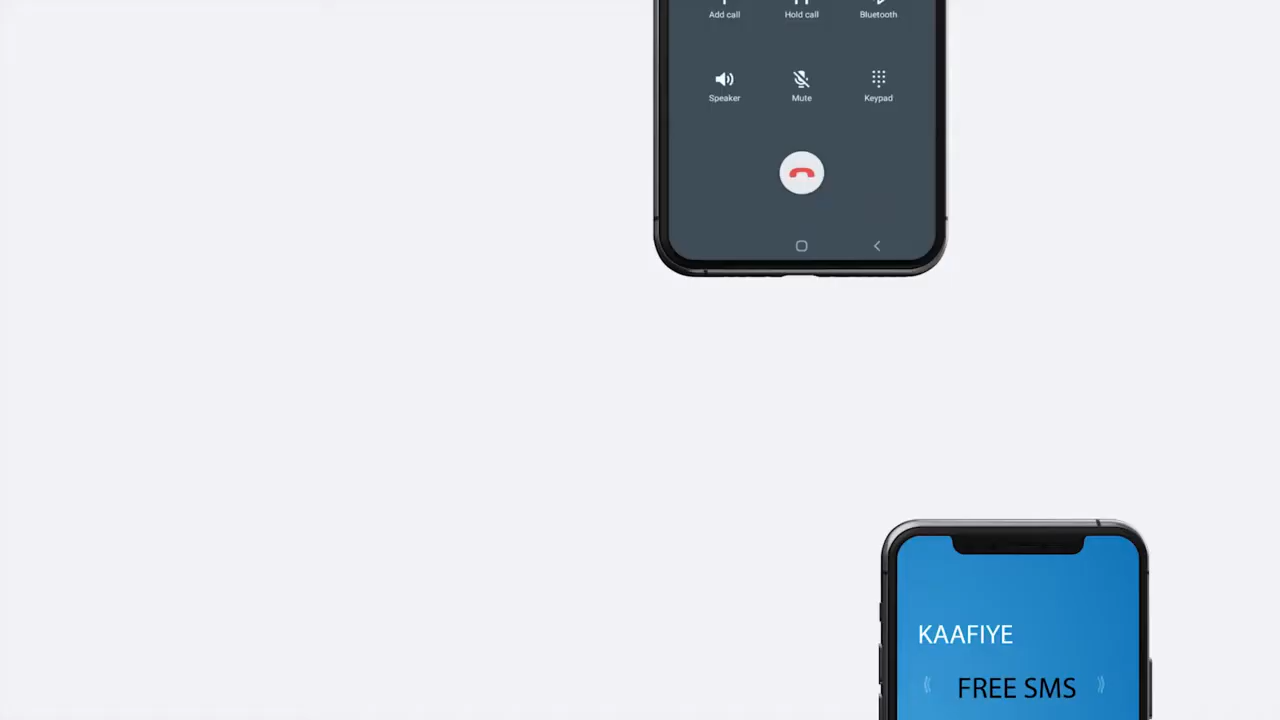 Add call Hold call Bluetooth
Speaker Mute Keypad
KAAFIYE
FREE SMS